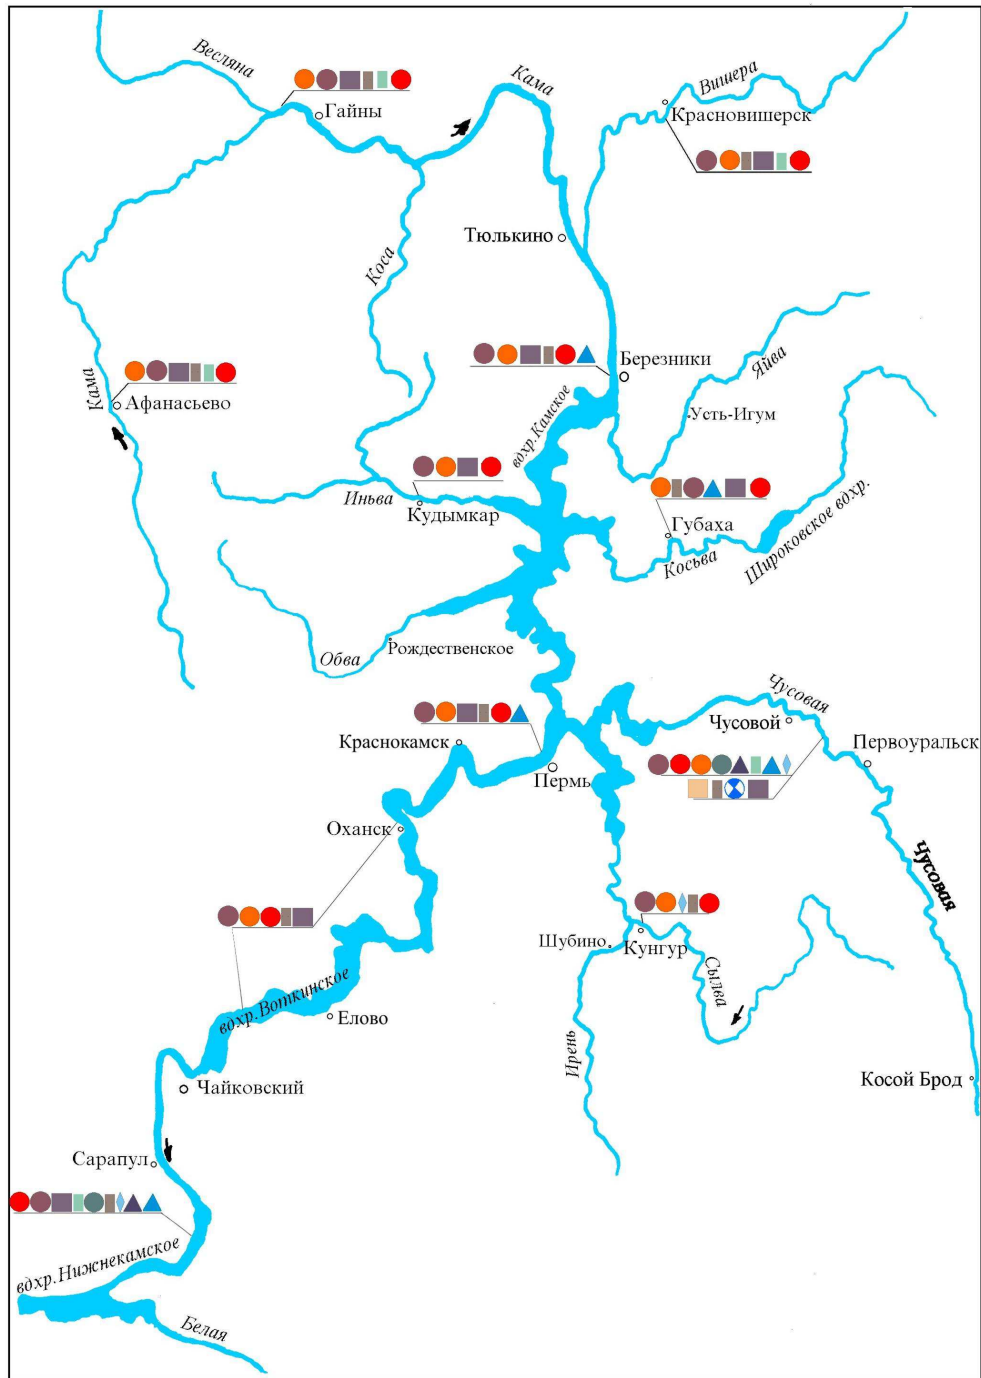 Весляна
Гайны
Кама
Вишера
Красновишерск
Тюлькино
Коса
Березники
Яйва
Усть-Игум
Кама
Афанасьево
вдхр.Камское
Иньва
Кудымкар
Губаха
Косьва
Широковское вдхр.
Обва
Рождественское
Чусовая
Чусовой
Первоуральск
Краснокамск
Пермь
Оханск
Чусовая
Шубино
Кунгур
Сылва
вдхр.Воткинское
Елово
Ирень
Чайковский
Косой Брод
Сарапул
вдхр.Нижнекамское
Белая